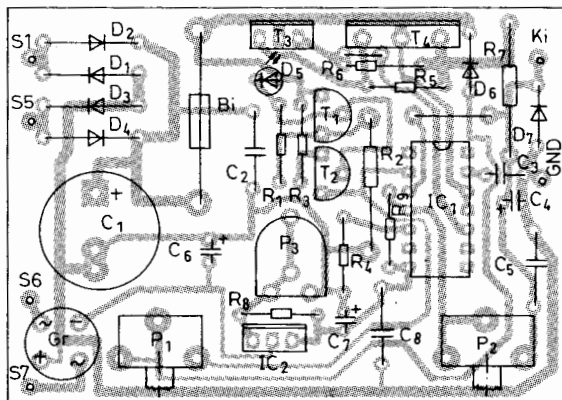 S1
D2
D1
S5
D3
D4
Bi
T3
T4
D5
R6
R5
R7
Ki
D6
T1
T2
C2
R1
R3
R2
R9
IC1
D7
GND
C3
C4
C5
+
C1
C6
+
P3
R4
S6
Gr
~
~
+
~
S7
P1
R8
IC2
C7
+
C8
P2
+